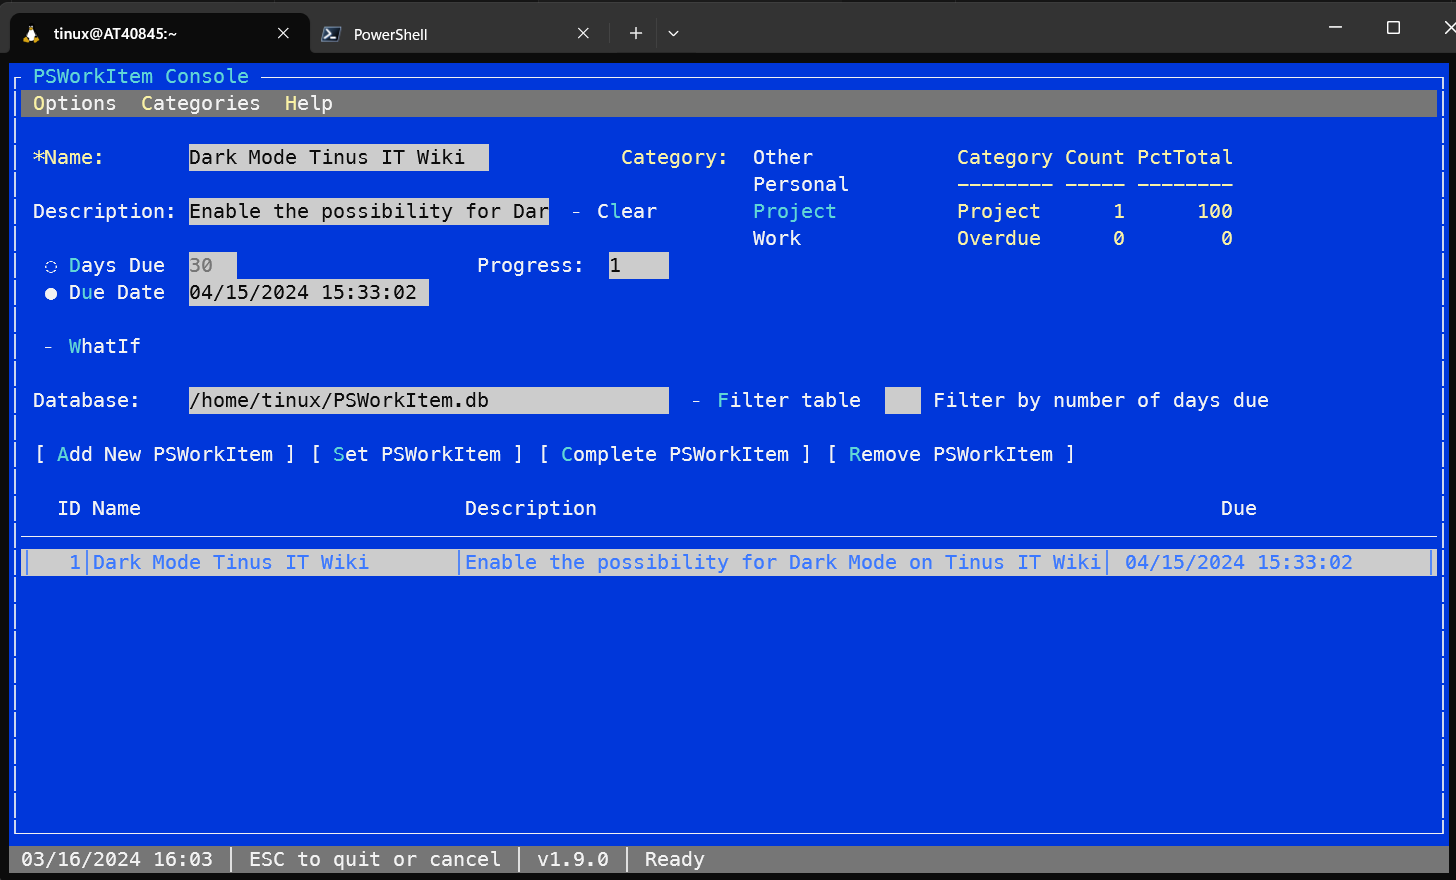 tinux@AT40845:~ PowerShell
PSWorkItem Console
Options Categories Help
*Name: Dark Mode Tinus IT Wiki Category: Other Category Count PctTotal
Personal -------- ----- --------
Description: Enable the possibility for Dar - Clear Project Project 1 100
Work Overdue 0 0
◌ Days Due 30 Progress: 1
● Due Date 04/15/2024 15:33:02
- WhatIf
Database: /home/tinux/PSWorkItem.db - Filter table Filter by number of days due
[ Add New PSWorkItem ] [ Set PSWorkItem ] [ Complete PSWorkItem ] [ Remove PSWorkItem ]
ID Name Description Due
1│Dark Mode Tinus IT Wiki │Enable the possibility for Dark Mode on Tinus IT Wiki│ 04/15/2024 15:33:02
03/16/2024 16:03 │ ESC to quit or cancel │ v1.9.0 │ Ready